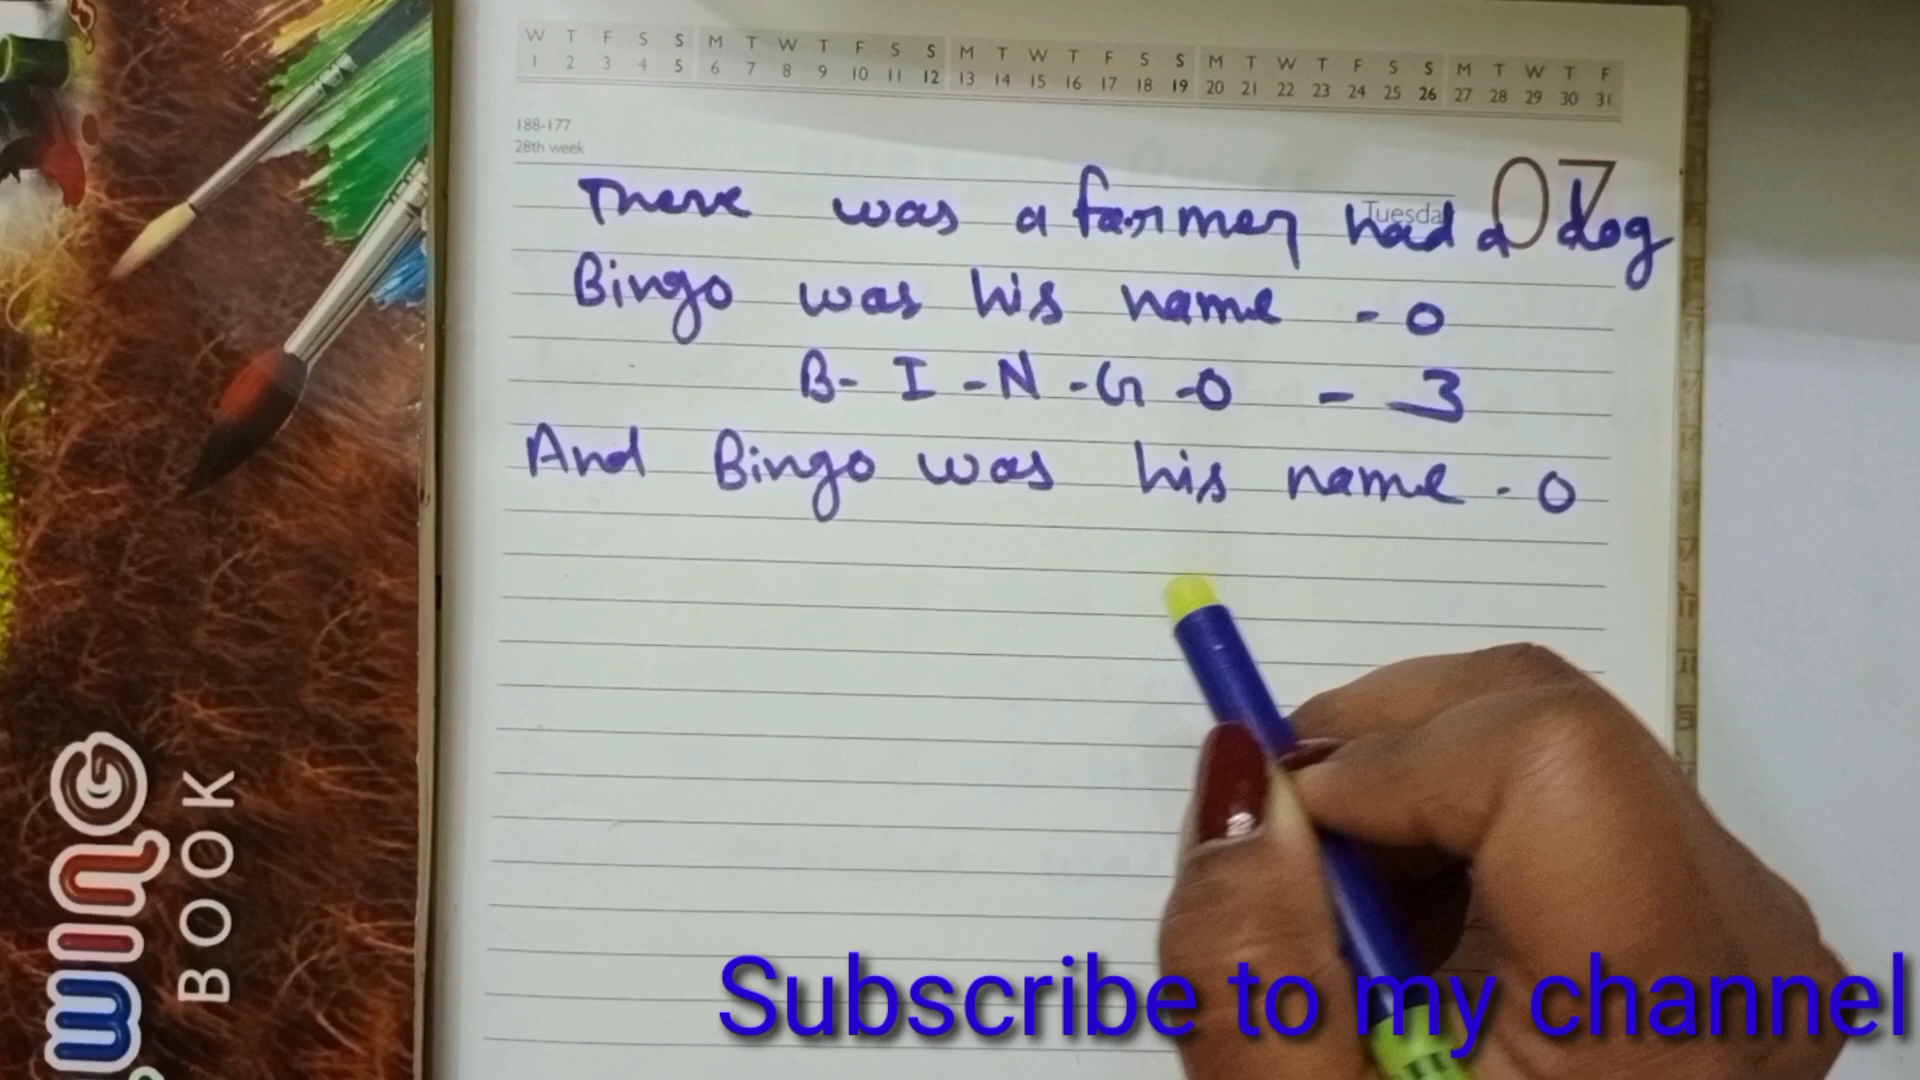 W T F S S M T W T F S S M T W T F S S M T W T F S S M T W T F
1 2 3 4 5 6 7 8 9 10 11 12 13 14 15 16 17 18 19 20 21 22 23 24 25 26 27 28 29 30 31
188-177
28th week
Tuesday 07
There was a farmer had a dog
Bingo was his name - o
B- I - N - G - O - 3
And Bingo was his name - o
wing
BOOK
Subscribe to my channel